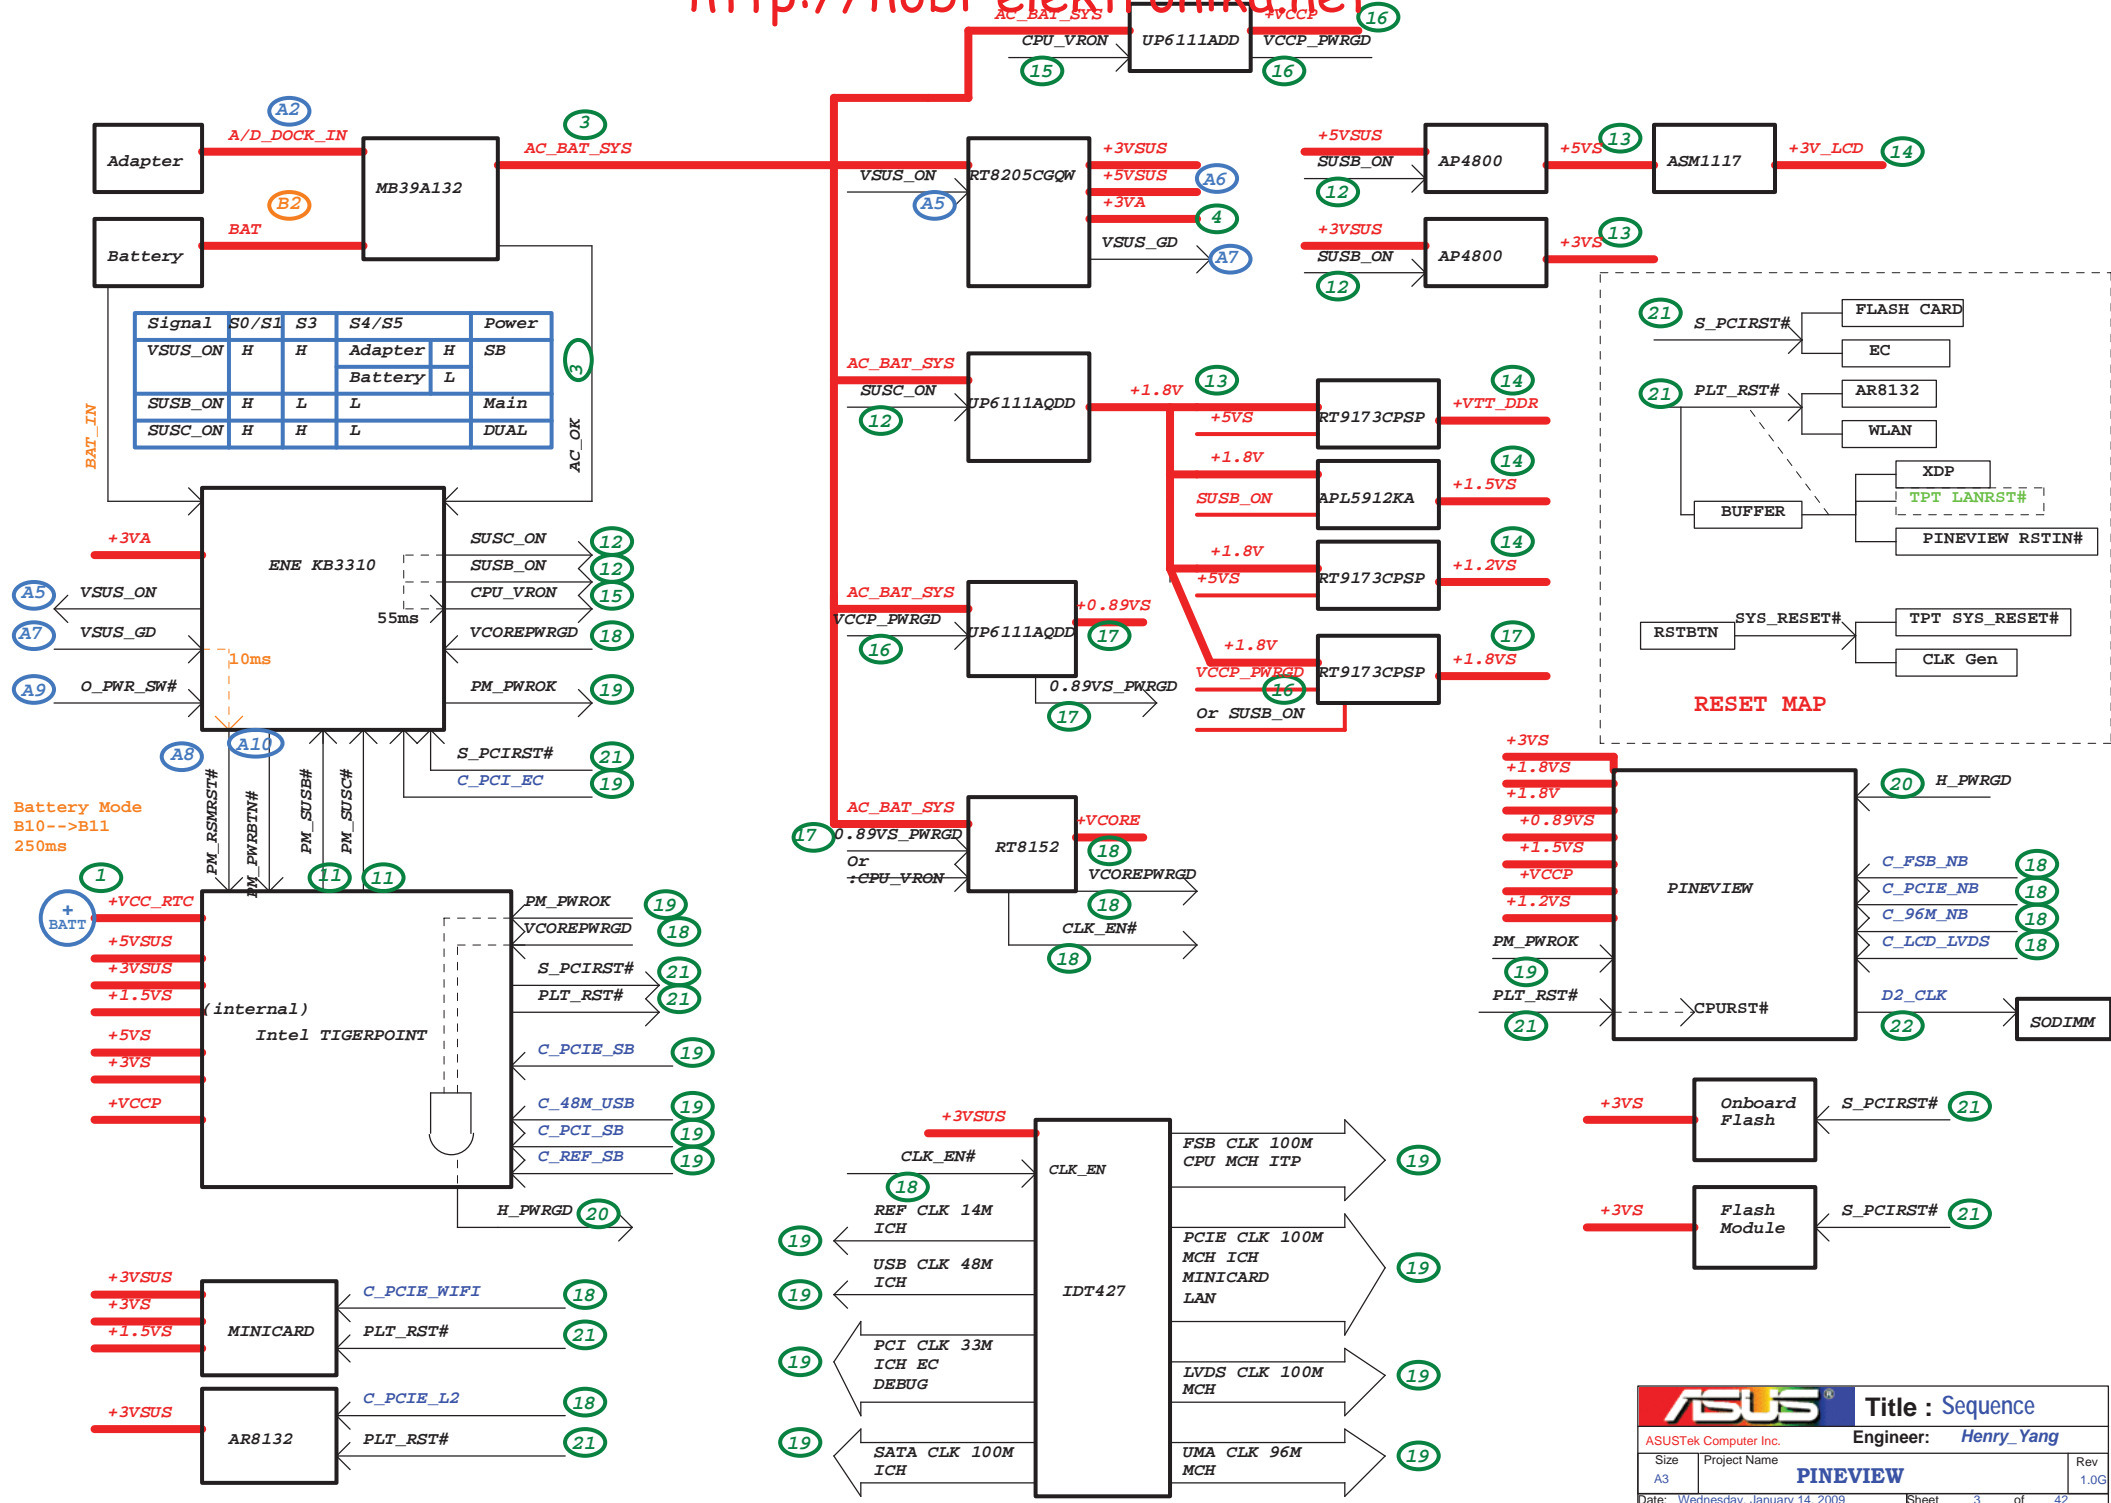 http://hobi-elektronika.net
AC_BAT_SYS
+VCCP
16
CPU_VRON
UP6111ADD
VCCP_PWRGD
15
16
A2
3
Adapter
A/D_DOCK_IN
MB39A132
AC_BAT_SYS
B2
Battery
BAT
VSUS_ON
A5
RT8205CGQW
+3VSUS
+5VSUS
A6
+3VA
4
VSUS_GD
A7
+5VSUS
SUSB_ON
12
AP4800
+5VS
13
ASM1117
+3V_LCD
14
+3VSUS
SUSB_ON
12
AP4800
+3VS
13
Signal S0/S1 S3 S4/S5 Power
VSUS_ON H H Adapter H SB
Battery L
SUSB_ON H L L Main
SUSC_ON H H L DUAL
BAT_IN
3
AC_OK
21
S_PCIRST#
FLASH CARD
EC
21
PLT_RST#
AR8132
WLAN
XDP
TPT LANRST#
BUFFER
PINEVIEW RSTIN#
RSTBTN
SYS_RESET#
TPT SYS_RESET#
CLK Gen
RESET MAP
AC_BAT_SYS
SUSC_ON
12
UP6111AQDD
+1.8V
13
+5VS
RT9173CPSP
14
+VTT_DDR
+1.8V
SUSB_ON
APL5912KA
14
+1.5VS
+1.8V
+5VS
RT9173CPSP
14
+1.2VS
+1.8V
VCCP_PWRGD
16
Or SUSB_ON
RT9173CPSP
17
+1.8VS
AC_BAT_SYS
VCCP_PWRGD
16
UP6111AQDD
+0.89VS
17
0.89VS_PWRGD
17
AC_BAT_SYS
17
0.89VS_PWRGD
Or
:CPU_VRON
RT8152
+VCORE
18
VCOREPWRGD
18
CLK_EN#
18
+3VA
A5
VSUS_ON
A7
VSUS_GD
A9
O_PWR_SW#
ENE KB3310
55ms
10ms
SUSC_ON
12
SUSB_ON
12
CPU_VRON
15
VCOREPWRGD
18
PM_PWROK
19
S_PCIRST#
21
C_PCI_EC
19
A8
A10
PM_RSMRST#
PM_PWRBTN#
PM_SUSB#
PM_SUSC#
11
11
Battery Mode
B10-->B11
250ms
1
+
BATT
+VCC_RTC
+5VSUS
+3VSUS
+1.5VS
+5VS
+3VS
+VCCP
(internal)
Intel TIGERPOINT
PM_PWROK
19
VCOREPWRGD
18
S_PCIRST#
21
PLT_RST#
21
C_PCIE_SB
19
C_48M_USB
19
C_PCI_SB
19
C_REF_SB
19
H_PWRGD
20
+3VSUS
+3VS
+1.5VS
MINICARD
C_PCIE_WIFI
18
PLT_RST#
21
+3VSUS
AR8132
C_PCIE_L2
18
PLT_RST#
21
+3VSUS
CLK_EN#
18
CLK_EN
IDT427
REF CLK 14M
ICH
19
USB CLK 48M
ICH
19
PCI CLK 33M
ICH EC
DEBUG
19
SATA CLK 100M
ICH
19
FSB CLK 100M
CPU MCH ITP
19
PCIE CLK 100M
MCH ICH
MINICARD
LAN
19
LVDS CLK 100M
MCH
19
UMA CLK 96M
MCH
19
+3VS
+1.8VS
+1.8V
+0.89VS
+1.5VS
+VCCP
+1.2VS
PM_PWROK
19
PLT_RST#
21
PINEVIEW
CPURST#
20
H_PWRGD
C_FSB_NB
18
C_PCIE_NB
18
C_96M_NB
18
C_LCD_LVDS
18
D2_CLK
22
SODIMM
+3VS
Onboard
Flash
S_PCIRST#
21
+3VS
Flash
Module
S_PCIRST#
21
ASUS®
Title : Sequence
ASUSTek Computer Inc.
Engineer: Henry_Yang
Size
A3
Project Name
PINEVIEW
Rev
1.0G
Date: Wednesday, January 14, 2009
Sheet 3 of 42